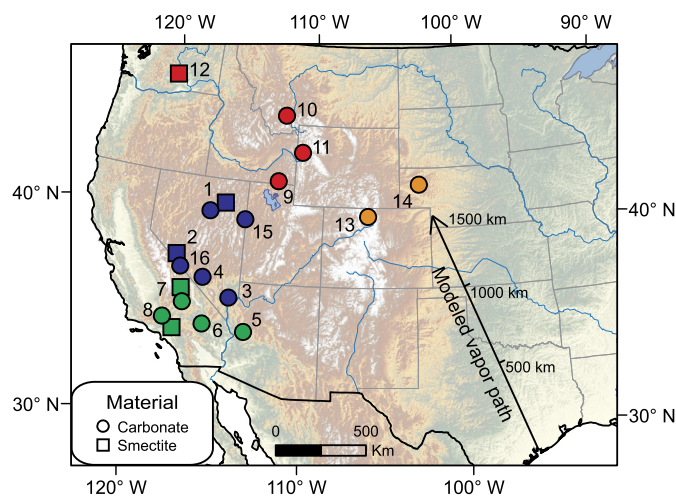 120° W 110° W 100° W 90° W
12
10
11
9
40° N
1
14
40° N
15
13
1500 km
2
16
4
7
3
1000 km
8
6
5
500 km
Modeled vapor path
30° N
30° N
Material
Carbonate
Smectite
0 500
Km
120° W 110° W 100° W